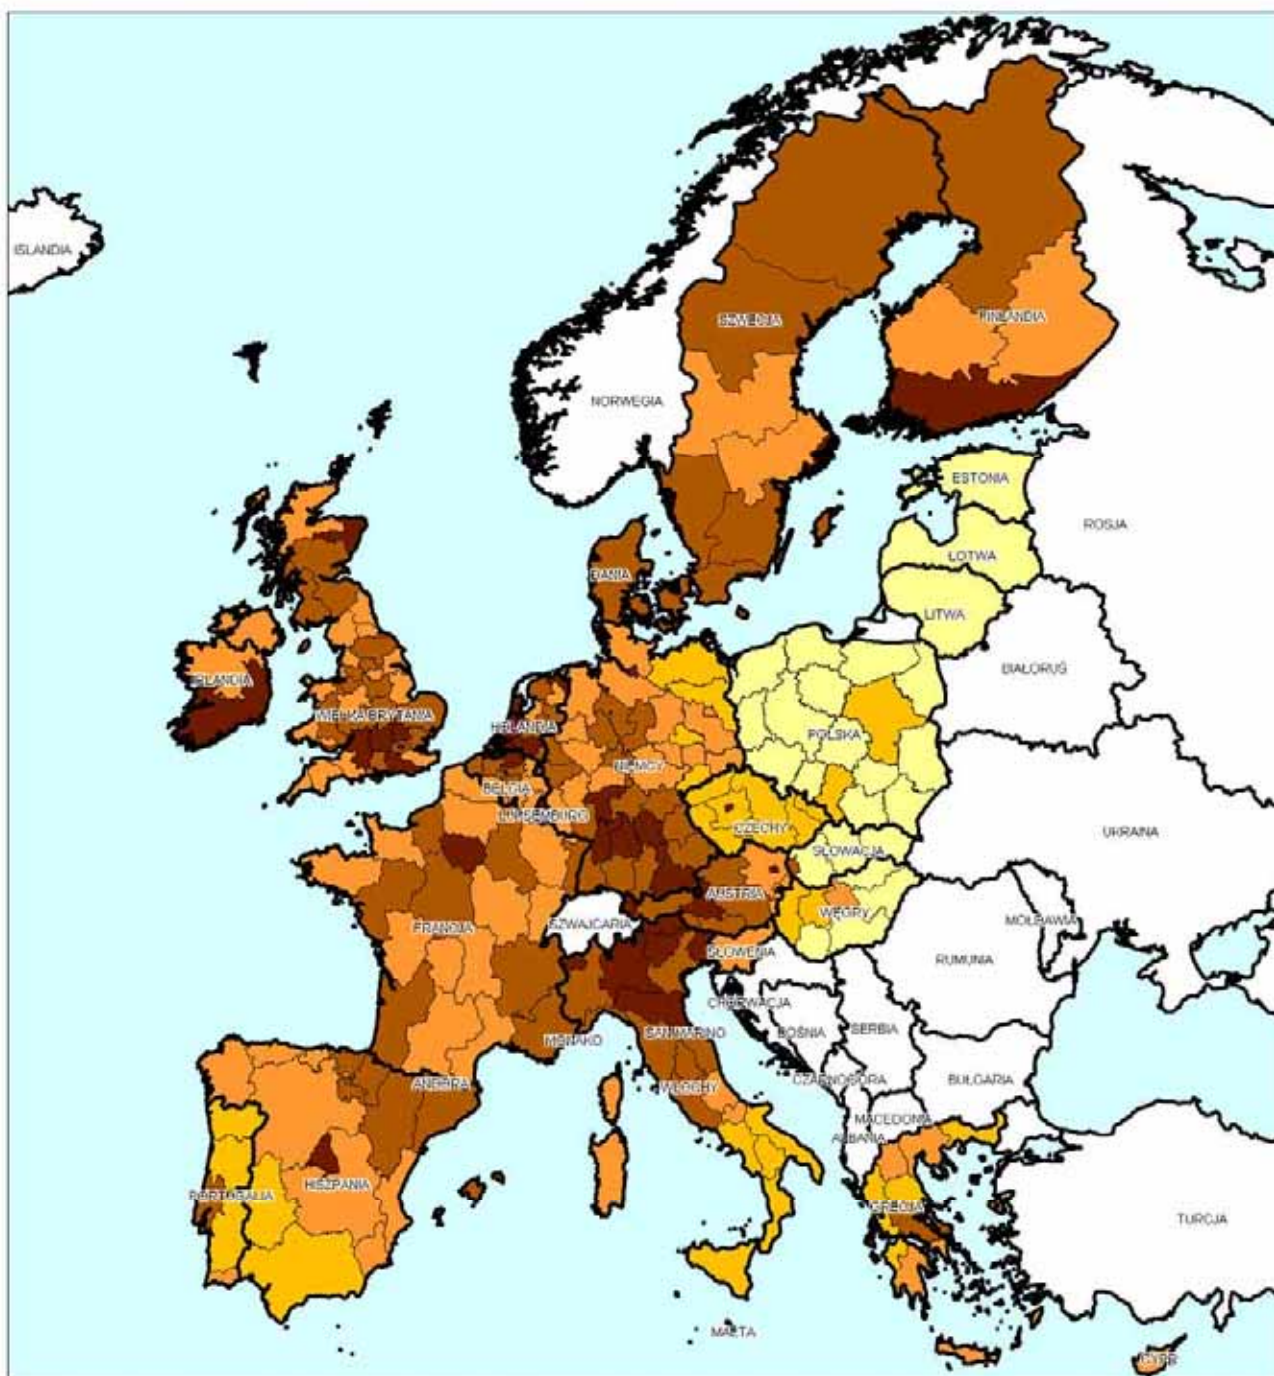 ISLANDIA
SZWECJA
FINLANDIA
NORWEGIA
ESTONIA
ROSJA
ŁOTWA
DANIA
LITWA
BIAŁORUŚ
IRLANDIA
WIELKA BRYTANIA
HOLANDIA
POLSKA
NIEMCY
BELGIA
LUKSEMBURG
CZECHY
UKRAINA
SŁOWACJA
AUSTRIA
WĘGRY
MOŁDAWIA
FRANCJA
SZWAJCARIA
SŁOWENIA
RUMUNIA
CHORWACJA
SAN MARINO
BOŚNIA
SERBIA
MONAKO
CZARNOGÓRA
BUŁGARIA
ANDORA
WŁOCHY
MACEDONIA
ALBANIA
HISZPANIA
PORTUGALIA
GRECJA
TURCJA
MALTA
CYPR